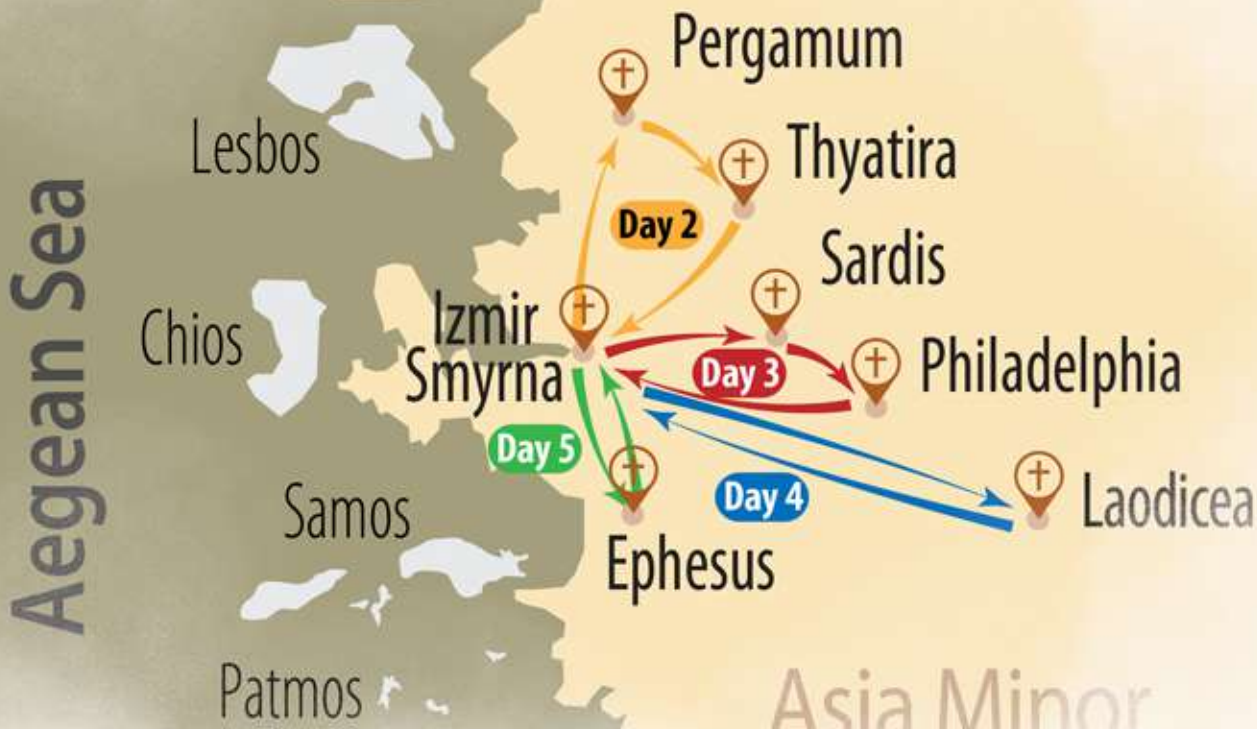 Pergamum
Lesbos
Thyatira
Day 2
Sardis
Aegean Sea
Chios
Izmir
Smyrna
Day 3
Philadelphia
Day 5
Day 4
Laodicea
Samos
Ephesus
Patmos
Asia Minor